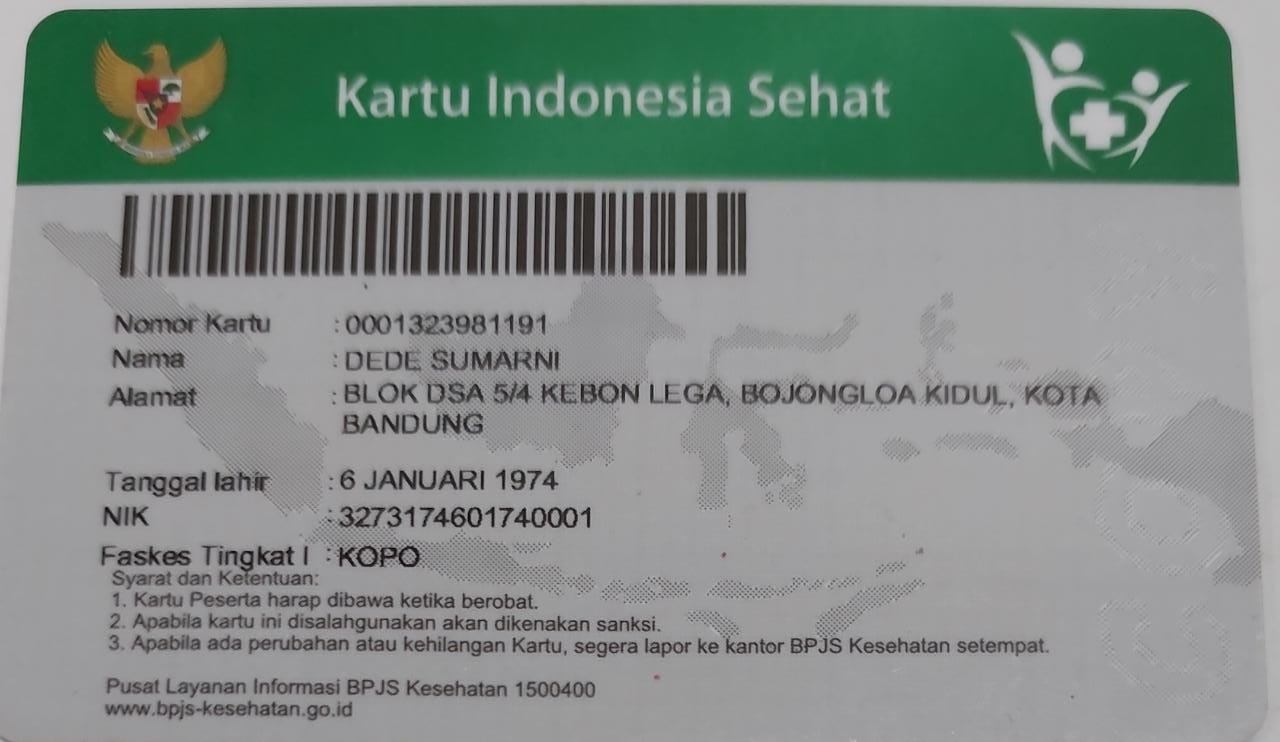 Kartu Indonesia Sehat
Nomor Kartu : 0001323981191
Nama : DEDE SUMARNI
Alamat : BLOK DSA 5/4 KEBON LEGA, BOJONGLOA KIDUL, KOTA
BANDUNG
Tanggal lahir : 6 JANUARI 1974
NIK : 3273174601740001
Faskes Tingkat I : KOPO
Syarat dan Ketentuan:
1. Kartu Peserta harap dibawa ketika berobat.
2. Apabila kartu ini disalahgunakan akan dikenakan sanksi.
3. Apabila ada perubahan atau kehilangan Kartu, segera lapor ke kantor BPJS Kesehatan setempat.
Pusat Layanan Informasi BPJS Kesehatan 1500400
www.bpjs-kesehatan.go.id